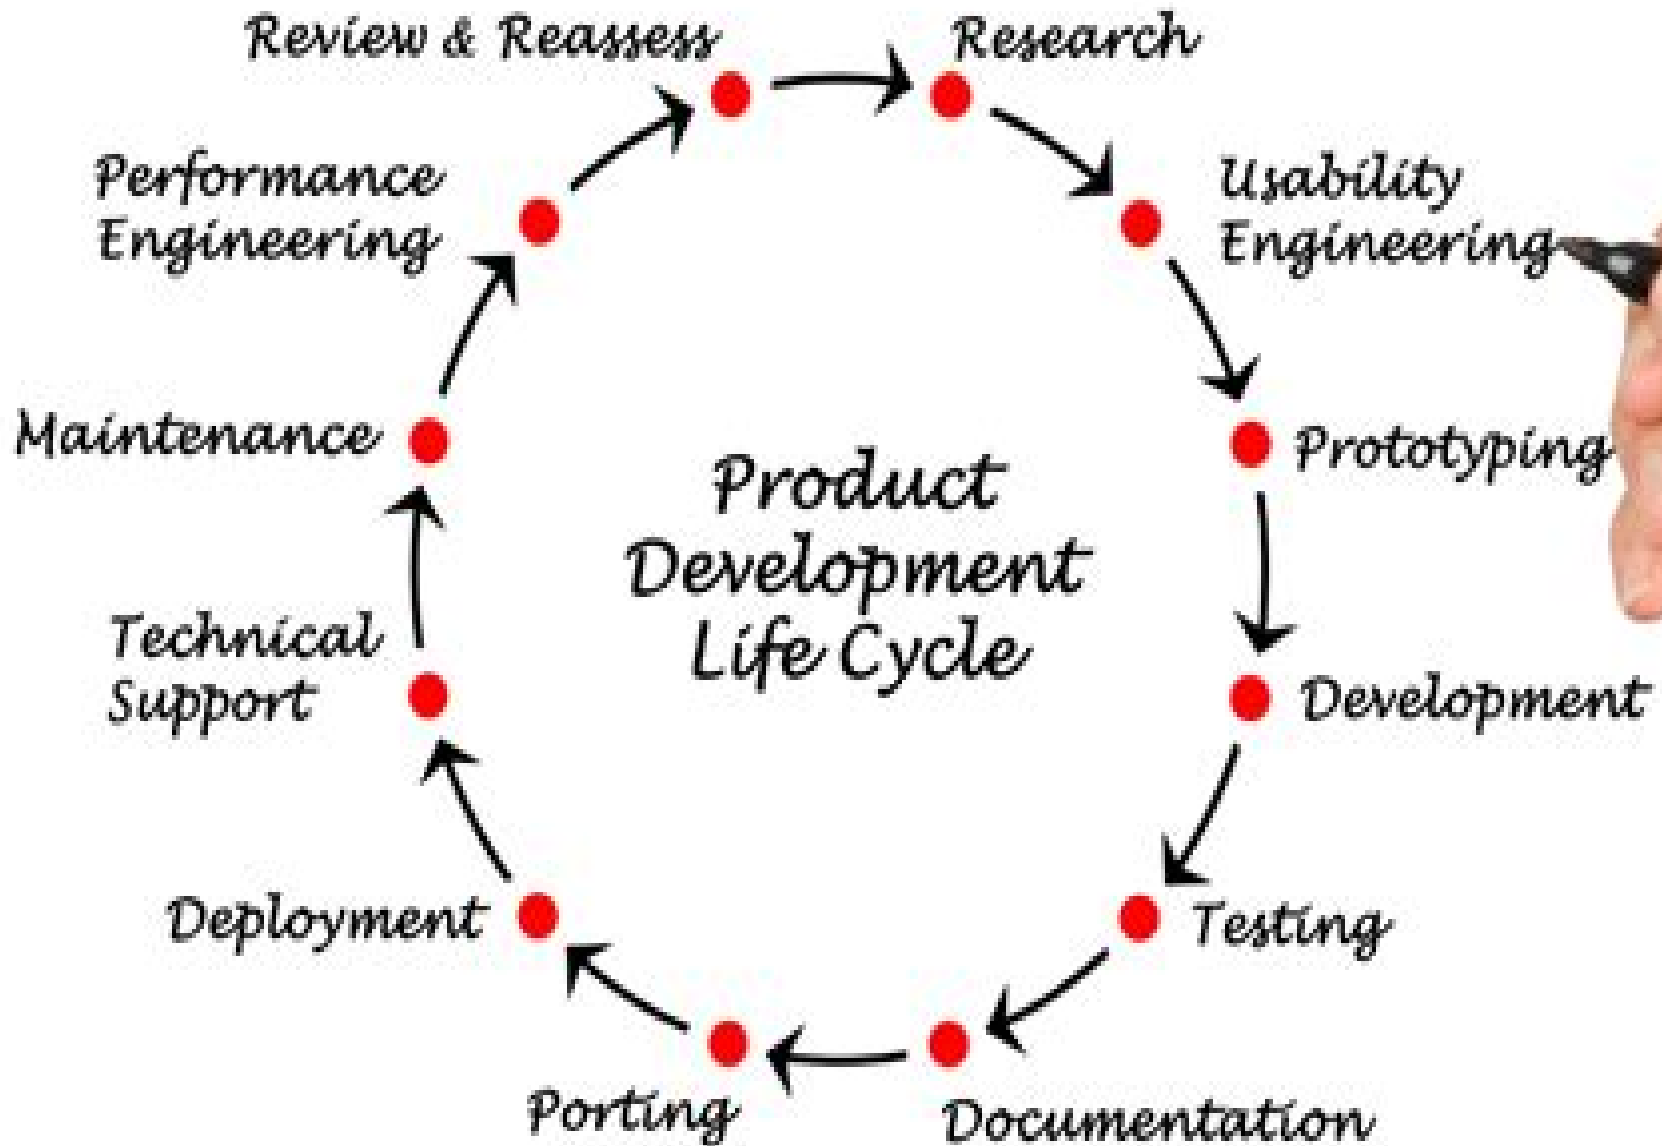 Review & Reassess
Research
Usability
Engineering
Prototyping
Development
Testing
Documentation
Porting
Deployment
Technical
Support
Maintenance
Performance
Engineering
Product
Development
Life Cycle